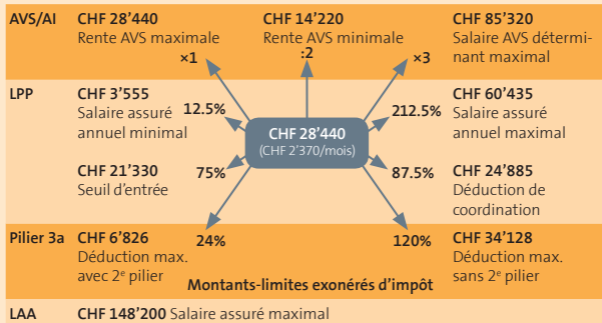 AVS/AI
CHF 28’440
Rente AVS maximale
×1
CHF 14’220
Rente AVS minimale
:2
CHF 85’320
Salaire AVS détermi-
nant maximal
×3
LPP
CHF 3’555
Salaire assuré
annuel minimal
12.5%
CHF 28’440
(CHF 2’370/mois)
212.5%
CHF 60’435
Salaire assuré
annuel maximal
CHF 21’330
Seuil d’entrée
75%
87.5%
CHF 24’885
Déduction de
coordination
Pilier 3a
CHF 6’826
Déduction max.
avec 2e pilier
24%
120%
CHF 34’128
Déduction max.
sans 2e pilier
Montants-limites exonérés d’impôt
LAA
CHF 148’200 Salaire assuré maximal